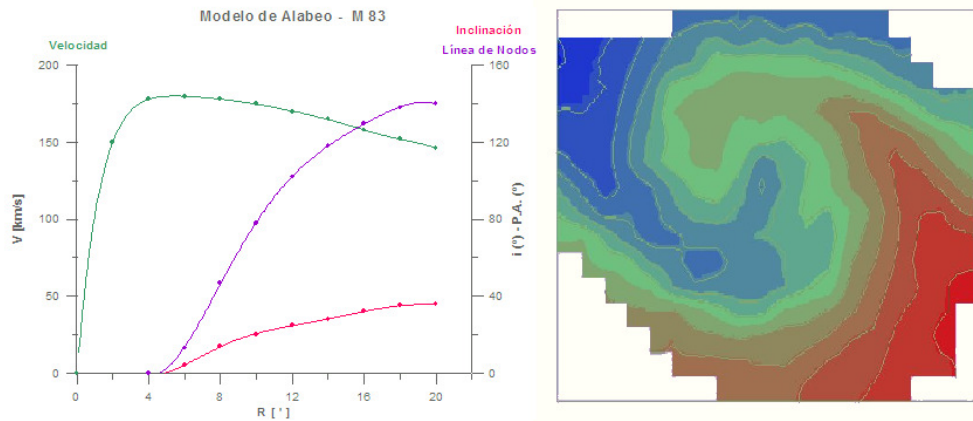 Modelo de Alabeo - M 83
Inclinación
Velocidad
Línea de Nodos
200
160
150
120
100
80
50
40
0
0
V [km/s]
i (º) - P.A. (º)
0
4
8
12
16
20
R [ ' ]